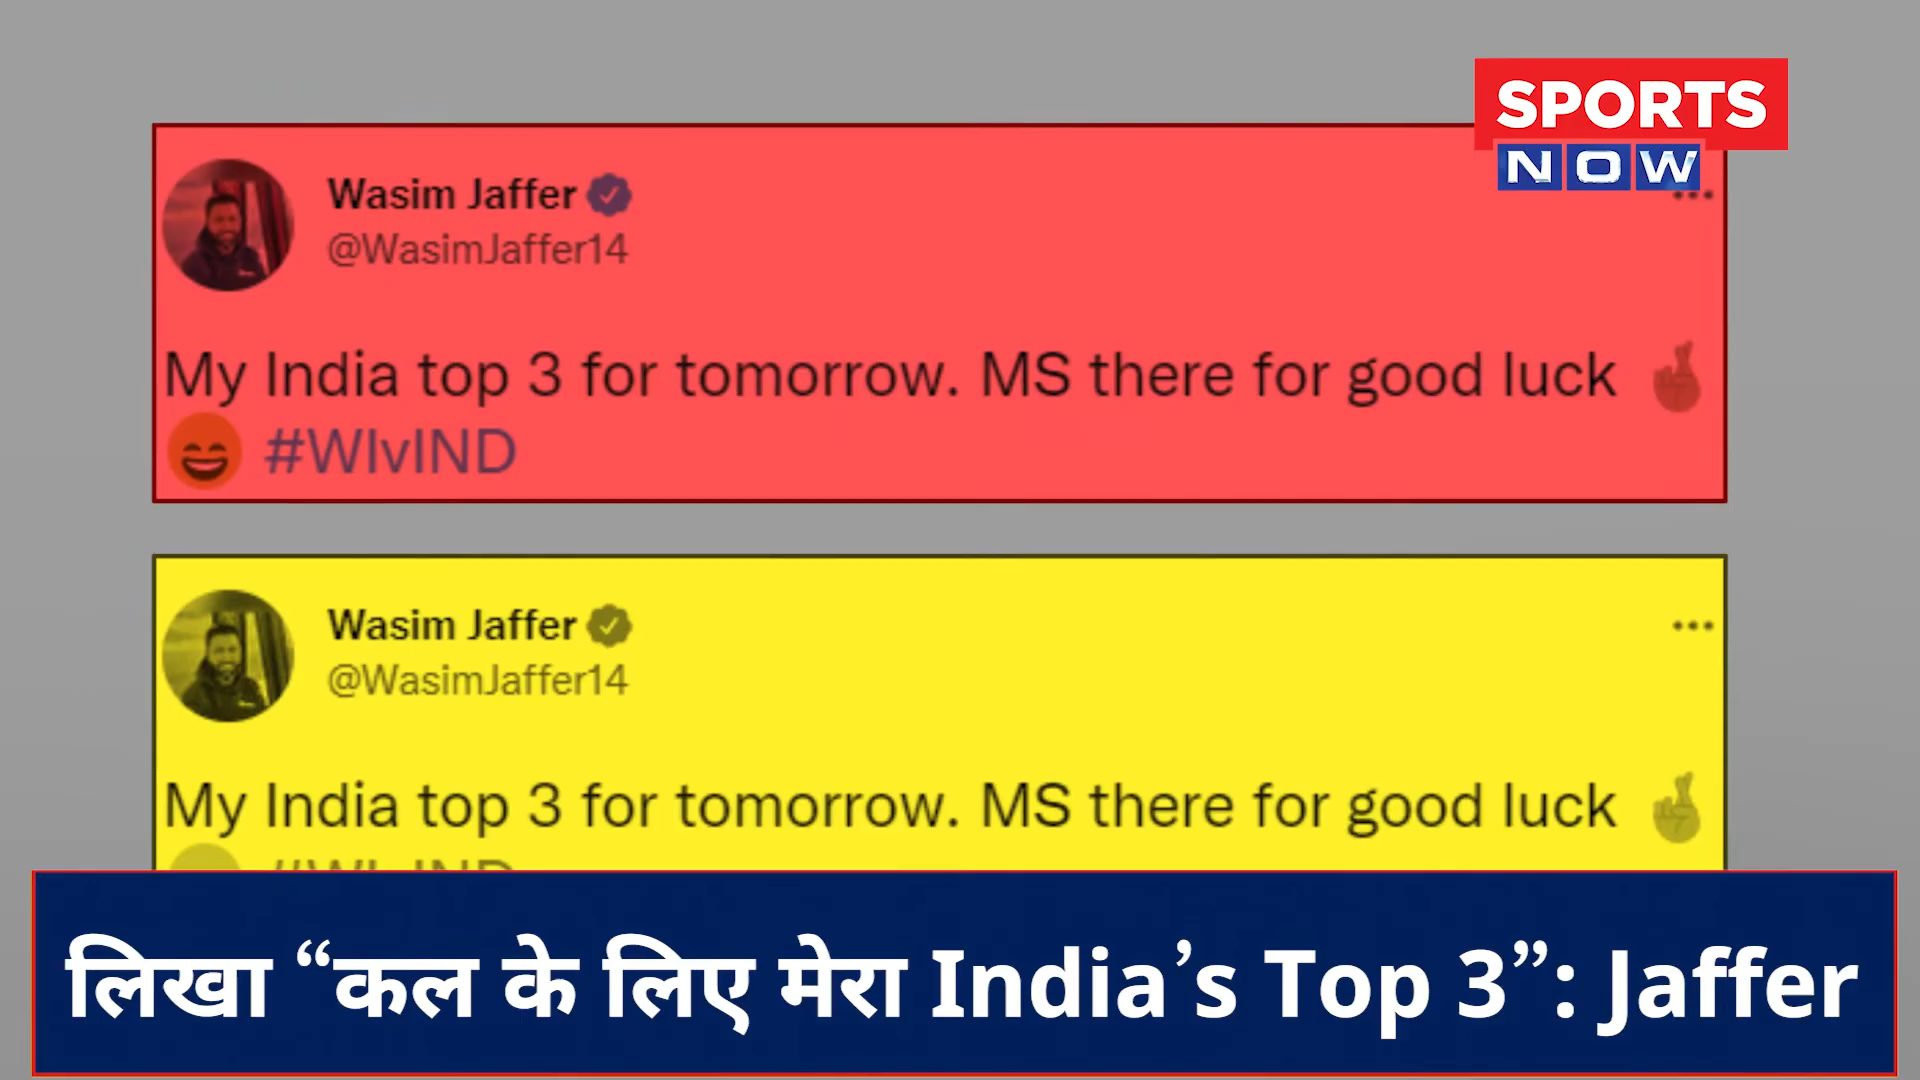 SPORTS
NOW
Wasim Jaffer
@WasimJaffer14
My India top 3 for tomorrow. MS there for good luck 🤞
😄 #WIvIND
Wasim Jaffer
@WasimJaffer14
My India top 3 for tomorrow. MS there for good luck 🤞
#WIvIND
लिखा “कल के लिए मेरा India’s Top 3”: Jaffer